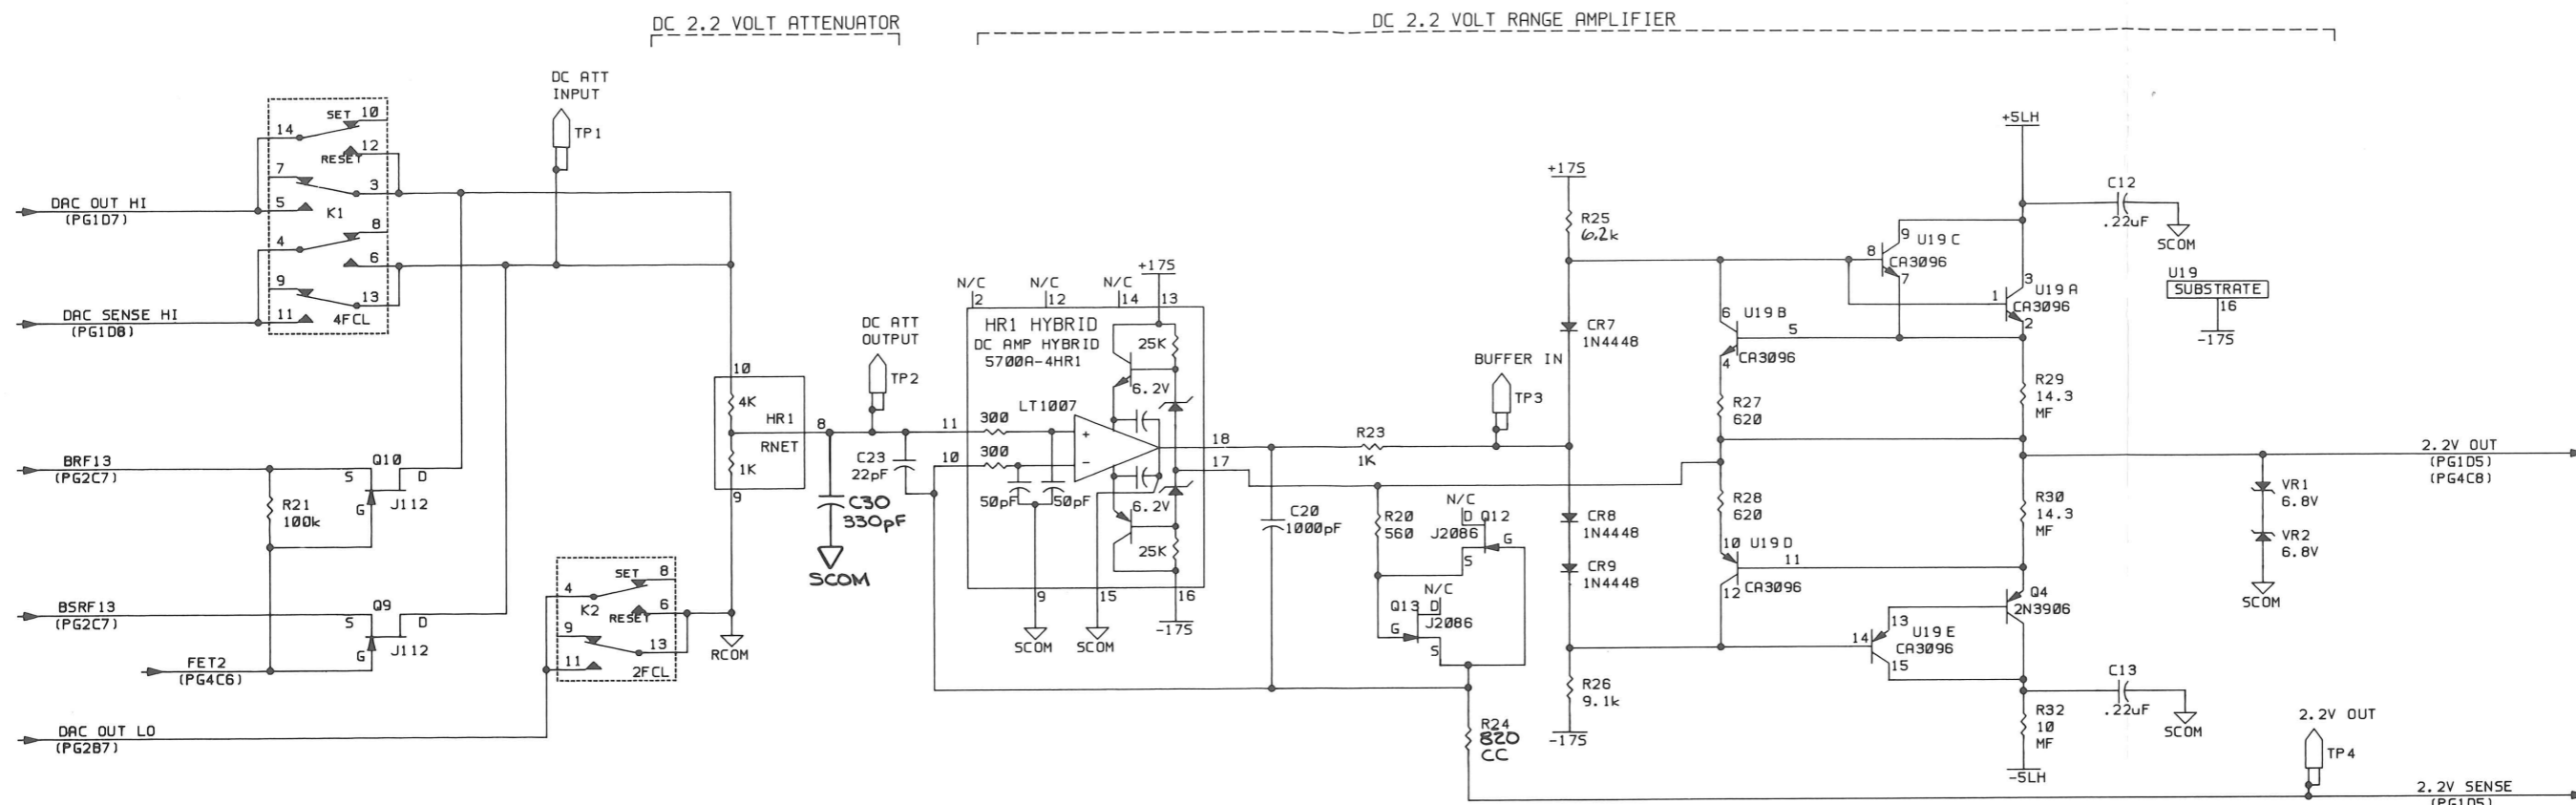 DC 2.2 VOLT ATTENUATOR
DC 2.2 VOLT RANGE AMPLIFIER
DC ATT
INPUT
TP1
SET 10
14
12
RESET
7
3
5
K1
8
4
6
9
13
11
4FCL
DAC OUT HI
(PG1D7)
DAC SENSE HI
(PG1D8)
BRF13
(PG2C7)
R21
100k
Q10
S
D
G
J112
BSRF13
(PG2C7)
Q9
S
D
G
J112
FET2
(PG4C6)
DAC OUT LO
(PG2B7)
SET 8
4
K2
6
RESET
9
13
11
2FCL
RCOM
10
4K
HR1
8
RNET
1K
9
C30
330pF
SCOM
DC ATT
OUTPUT
TP2
C23
22pF
N/C
2
N/C
12
N/C
14
+17S
13
HR1 HYBRID
DC AMP HYBRID
5700A-4HR1
25K
6.2V
LT1007
11
300
+
10
300
-
50pF
50pF
6.2V
25K
18
17
9
15
16
SCOM
SCOM
-17S
C20
1000pF
R23
1K
BUFFER IN
TP3
R20
560
N/C
D Q12
J2086
G
S
N/C
Q13 D
J2086
G
S
R24
820
CC
+17S
R25
6.2k
CR7
1N4448
CR8
1N4448
CR9
1N4448
R26
9.1k
-17S
6
U19B
5
CA3096
4
R27
620
R28
620
10 U19D
11
CA3096
12
9
U19C
8
CA3096
7
+5LH
3
U19A
1
CA3096
2
C12
.22uF
SCOM
U19
SUBSTRATE
16
-17S
R29
14.3
MF
R30
14.3
MF
Q4
2N3906
13
14
U19E
CA3096
15
C13
.22uF
SCOM
R32
10
MF
-5LH
VR1
6.8V
VR2
6.8V
SCOM
2.2V OUT
(PG1D5)
(PG4C8)
2.2V OUT
TP4
2.2V SENSE
(PG1D5)